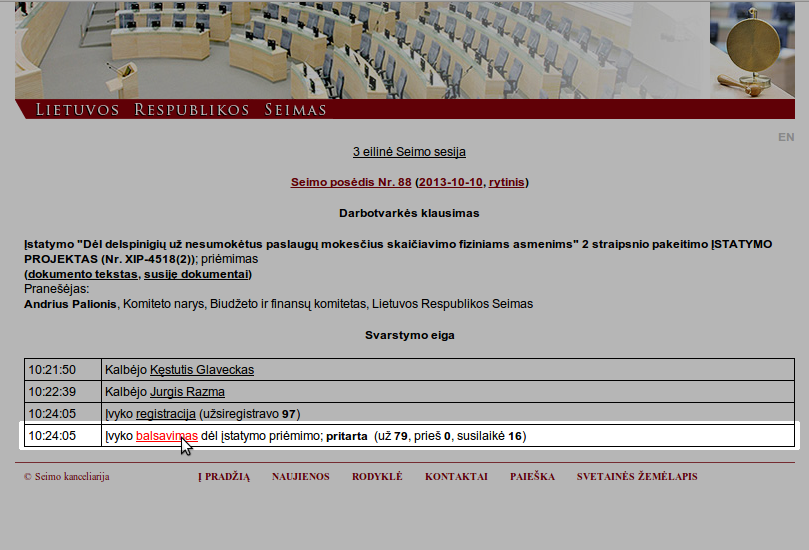 LIETUVOS RESPUBLIKOS SEIMAS
EN
3 eilinė Seimo sesija
Seimo posėdis Nr. 88 (2013-10-10, rytinis)
Darbotvarkės klausimas
Įstatymo "Dėl delspinigių už nesumokėtus paslaugų mokesčius skaičiavimo fiziniams asmenims" 2 straipsnio pakeitimo ĮSTATYMO
PROJEKTAS (Nr. XIP-4518(2)); priėmimas
(dokumento tekstas, susiję dokumentai)
Pranešėjas:
Andrius Palionis, Komiteto narys, Biudžeto ir finansų komitetas, Lietuvos Respublikos Seimas
Svarstymo eiga
10:21:50 Kalbėjo Kęstutis Glaveckas
10:22:39 Kalbėjo Jurgis Razma
10:24:05 Įvyko registracija (užsiregistravo 97)
10:24:05 Įvyko balsavimas dėl įstatymo priėmimo; pritarta (už 79, prieš 0, susilaikė 16)
© Seimo kanceliarija Į PRADŽIĄ NAUJIENOS RODYKLĖ KONTAKTAI PAIEŠKA SVETAINĖS ŽEMĖLAPIS